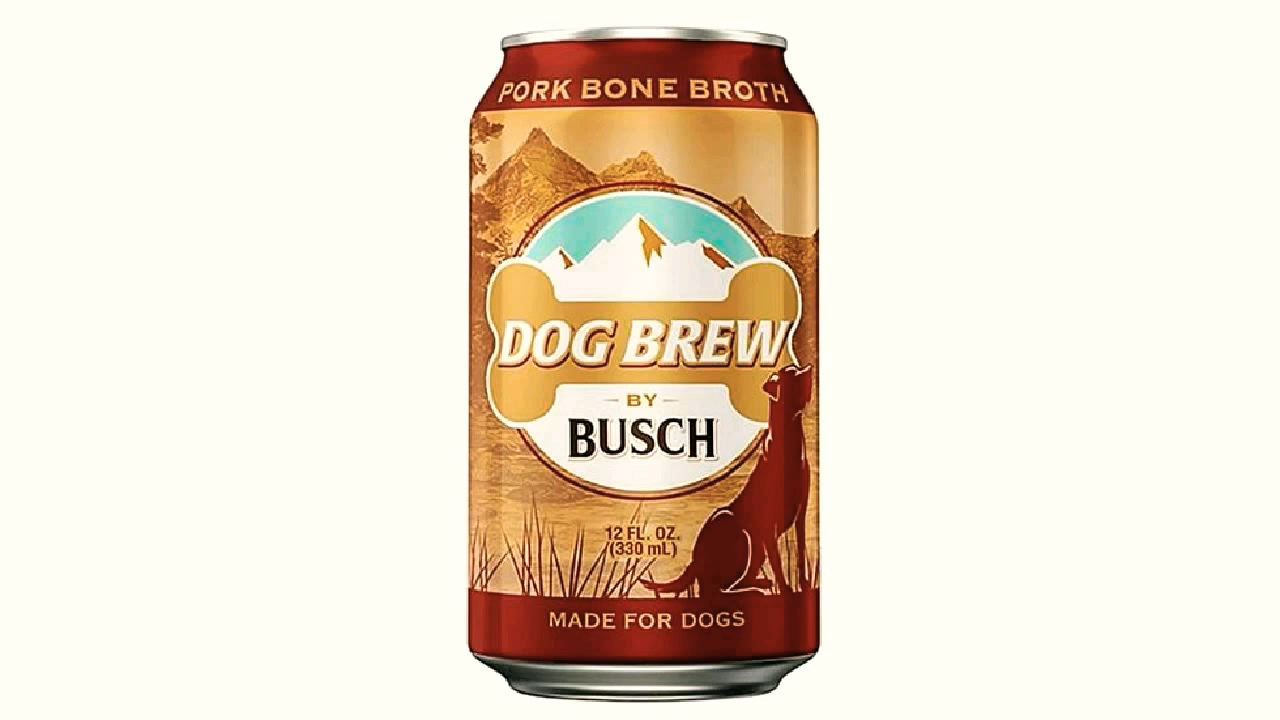 PORK BONE BROTH
DOG BREW
BY
BUSCH
12 FL. OZ.
(330 mL)
MADE FOR DOGS